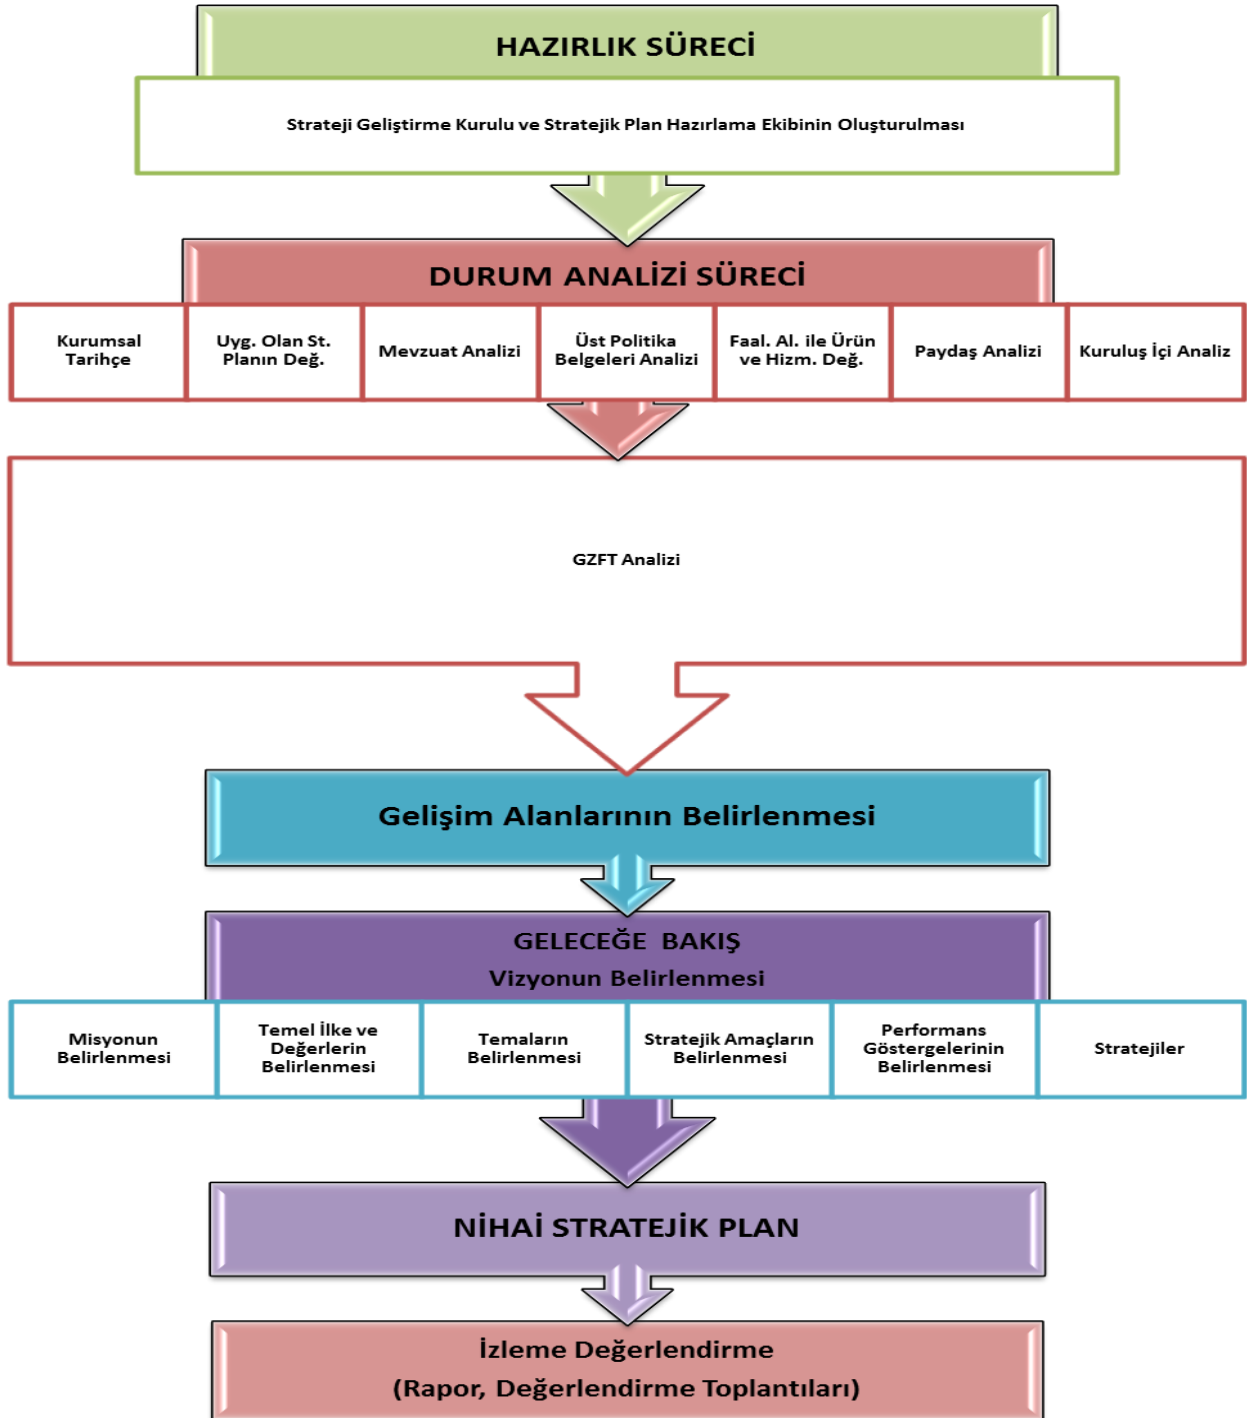 HAZIRLIK SÜRECİ
Strateji Geliştirme Kurulu ve Stratejik Plan Hazırlama Ekibinin Oluşturulması
DURUM ANALİZİ SÜRECİ
Kurumsal
Tarihçe
Uyg. Olan St.
Planın Değ.
Mevzuat Analizi
Üst Politika
Belgeleri Analizi
Faal. Al. ile Ürün
ve Hizm. Değ.
Paydaş Analizi
Kuruluş İçi Analiz
GZFT Analizi
Gelişim Alanlarının Belirlenmesi
GELECEĞE BAKIŞ
Vizyonun Belirlenmesi
Misyonun
Belirlenmesi
Temel İlke ve
Değerlerin
Belirlenmesi
Temaların
Belirlenmesi
Stratejik Amaçların
Belirlenmesi
Performans
Göstergelerinin
Belirlenmesi
Stratejiler
NİHAİ STRATEJİK PLAN
İzleme Değerlendirme
(Rapor, Değerlendirme Toplantıları)